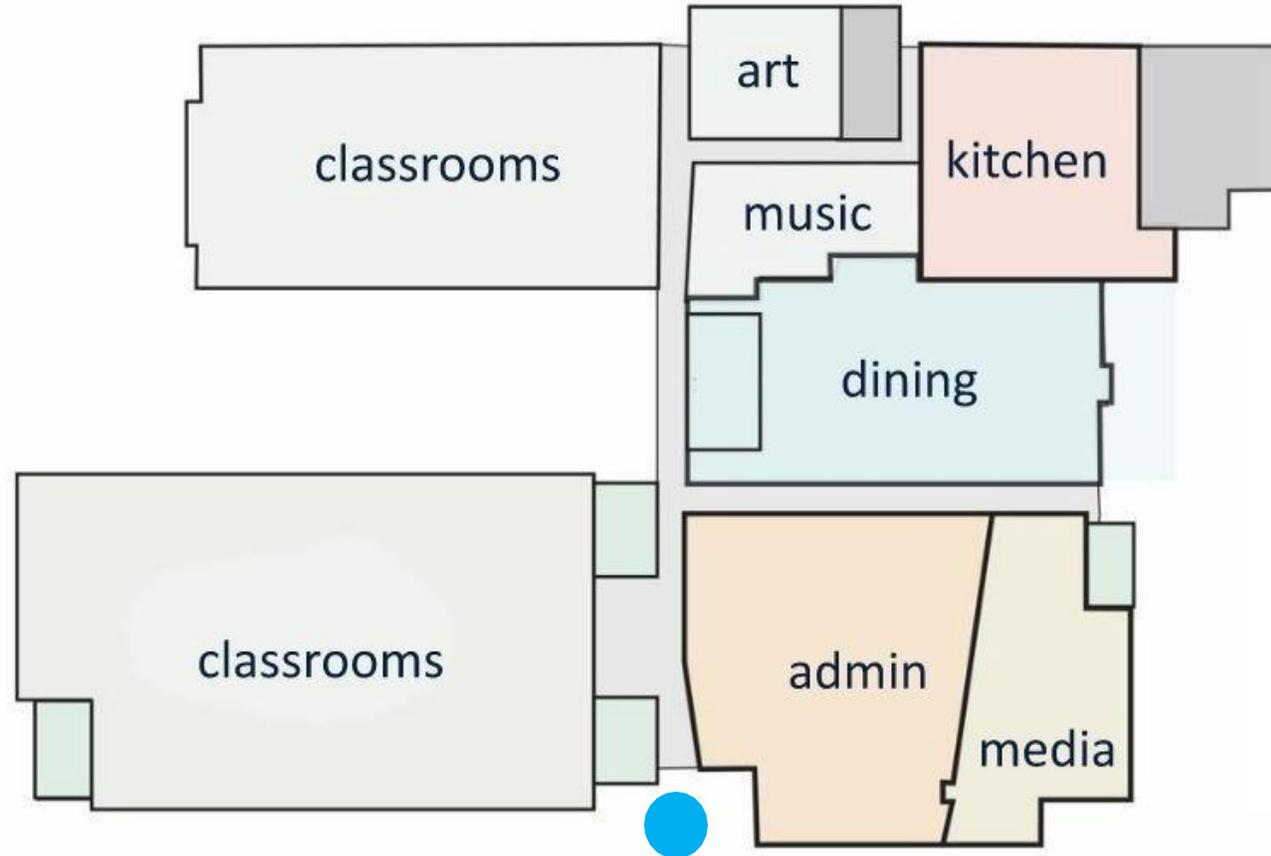 art
classrooms
kitchen
music
dining
classrooms
admin
media